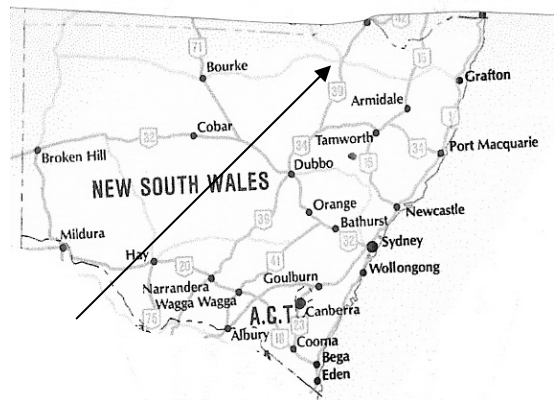 42
71
15
Bourke
Grafton
39
Armidale
1
Cobar
32
Tamworth
Broken Hill
34
34
Port Macquarie
Dubbo
NEW SOUTH WALES
Orange
Newcastle
Bathurst
Mildura
32
Sydney
Hay
41
20
Goulburn
Wollongong
Narrandera
Wagga Wagga
A.C.T.
Canberra
75
23
Albury
18
Cooma
Bega
Eden